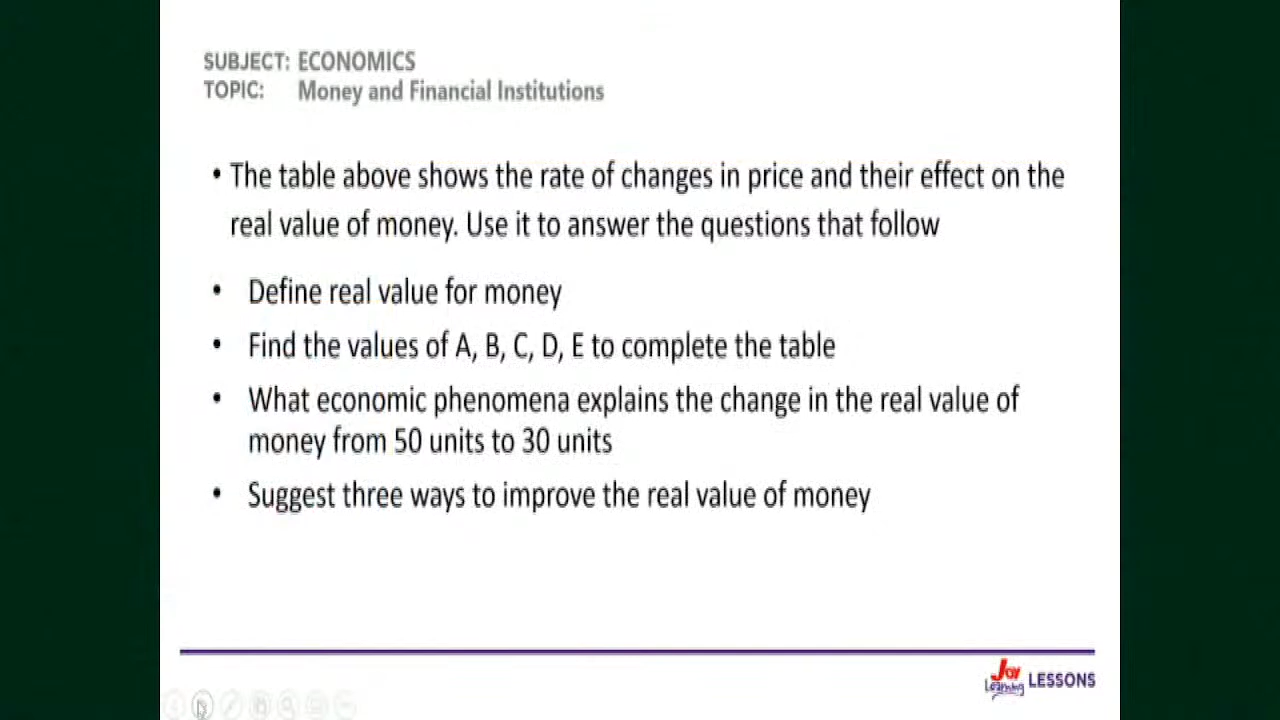 SUBJECT: ECONOMICS
TOPIC: Money and Financial Institutions
• The table above shows the rate of changes in price and their effect on the
real value of money. Use it to answer the questions that follow
• Define real value for money
• Find the values of A, B, C, D, E to complete the table
• What economic phenomena explains the change in the real value of
money from 50 units to 30 units
• Suggest three ways to improve the real value of money
Joy
Learning LESSONS